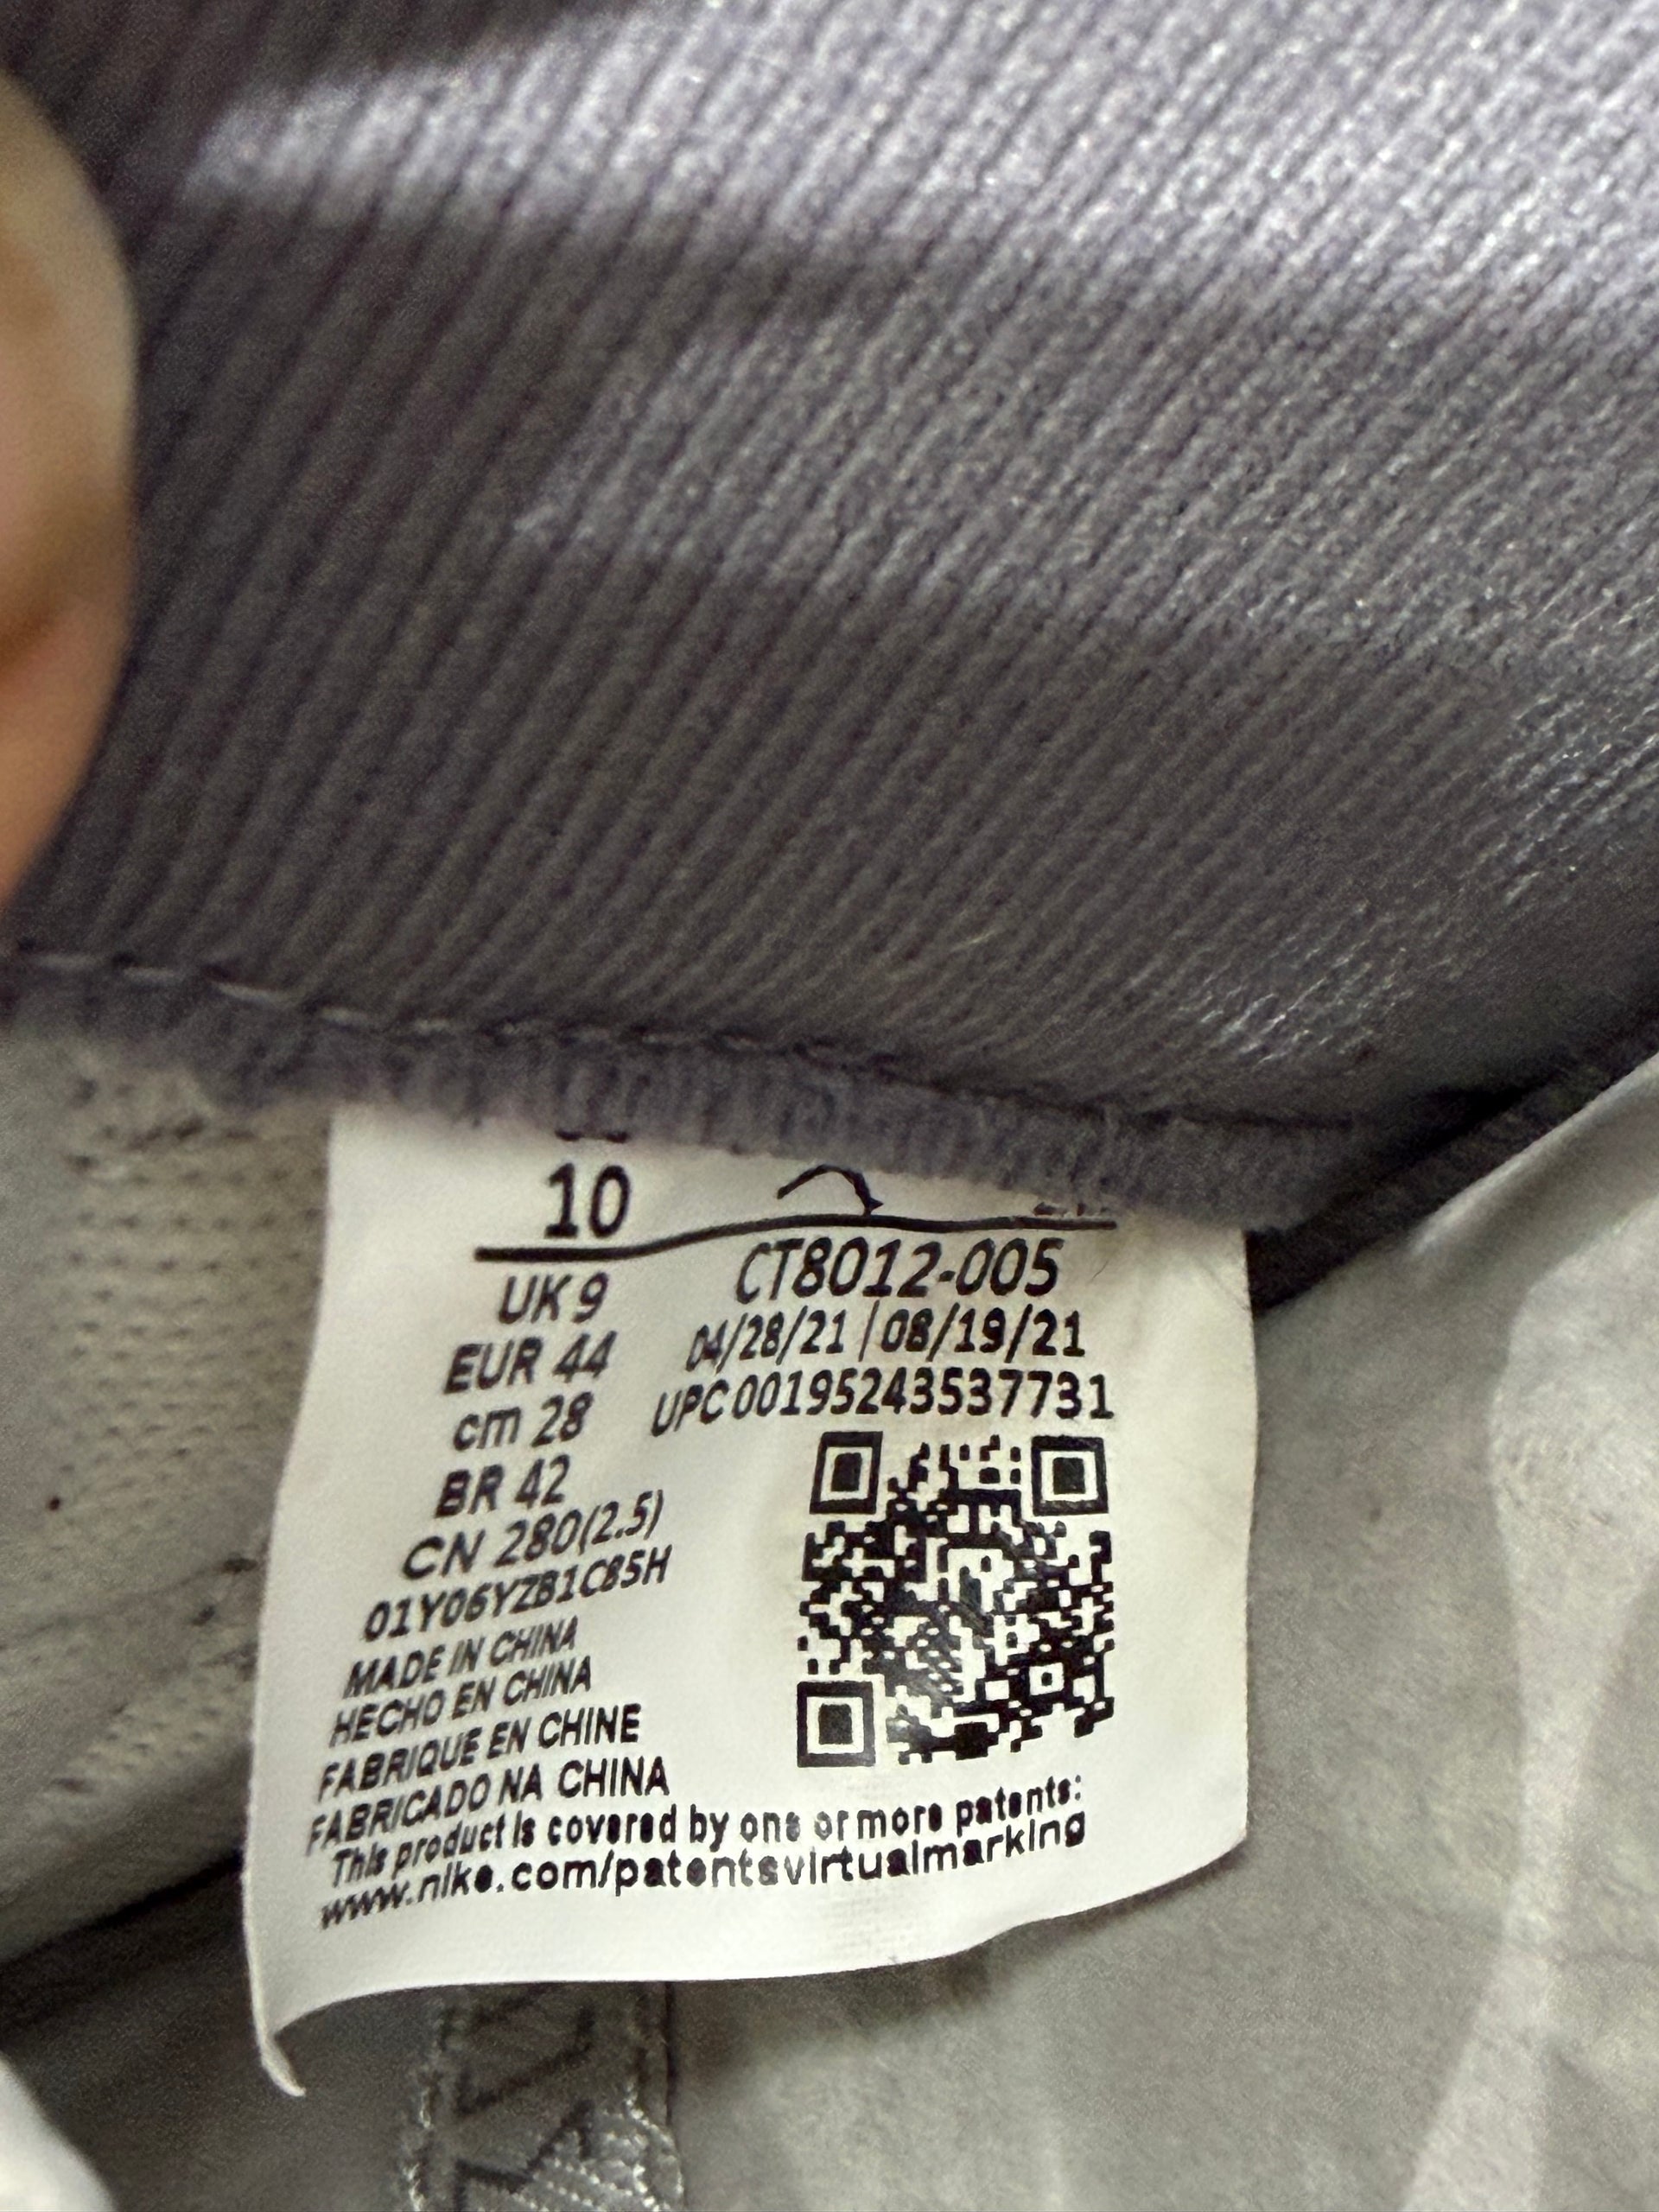 10
UK 9
EUR 44
cm 28
BR 42
CN 280(2.5)
01Y06YZB1C85H
CT8012-005
04/28/21 | 08/19/21
UPC 00195243537731
MADE IN CHINA
HECHO EN CHINA
FABRIQUE EN CHINE
FABRICADO NA CHINA
This product is covered by one or more patents:
www.nike.com/patentsvirtualmarking